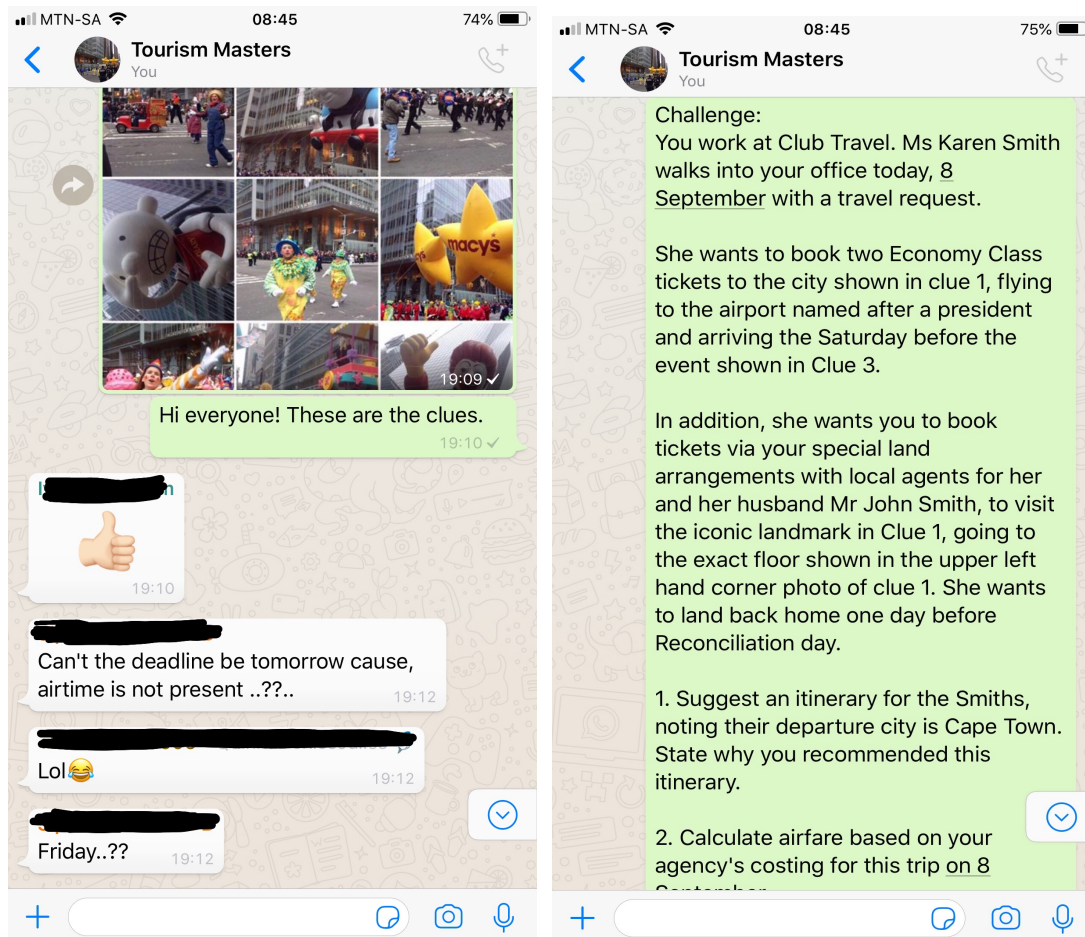 MTN-SA 08:45 74%
Tourism Masters
You
macys
19:09
Hi everyone! These are the clues.
19:10
19:10
Can't the deadline be tomorrow cause,
airtime is not present ..??..
19:12
Lol😂
19:12
Friday..??
19:12
MTN-SA 08:45 75%
Tourism Masters
You
Challenge:
You work at Club Travel. Ms Karen Smith
walks into your office today, 8
September with a travel request.
She wants to book two Economy Class
tickets to the city shown in clue 1, flying
to the airport named after a president
and arriving the Saturday before the
event shown in Clue 3.
In addition, she wants you to book
tickets via your special land
arrangements with local agents for her
and her husband Mr John Smith, to visit
the iconic landmark in Clue 1, going to
the exact floor shown in the upper left
hand corner photo of clue 1. She wants
to land back home one day before
Reconciliation day.
1. Suggest an itinerary for the Smiths,
noting their departure city is Cape Town.
State why you recommended this
itinerary.
2. Calculate airfare based on your
agency's costing for this trip on 8